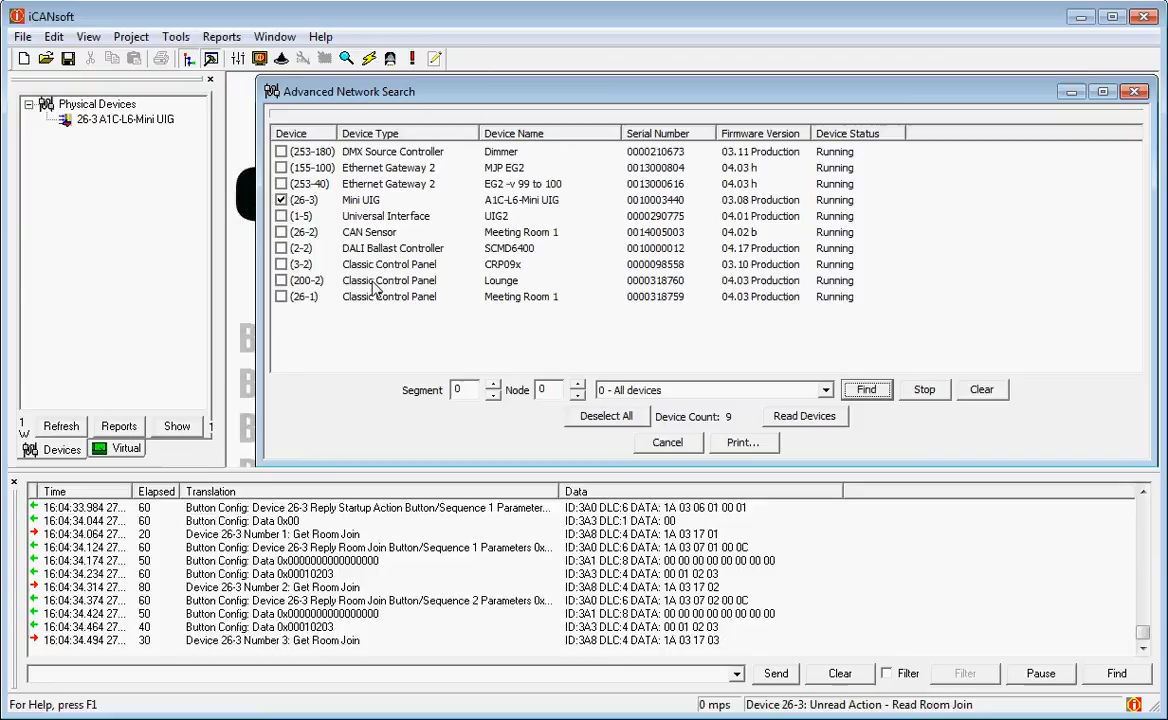 iCANsoft
File Edit View Project Tools Reports Window Help
Physical Devices
26-3 A1C-L6-Mini UIG
Refresh Reports Show
Devices Virtual
Advanced Network Search
Device Device Type Device Name Serial Number Firmware Version Device Status
(253-180) DMX Source Controller Dimmer 0000210673 03.11 Production Running
(155-100) Ethernet Gateway 2 MJP EG2 0013000804 04.03 h Running
(253-40) Ethernet Gateway 2 EG2 -v 99 to 100 0013000616 04.03 h Running
(26-3) Mini UIG A1C-L6-Mini UIG 0010003440 03.08 Production Running
(1-5) Universal Interface UIG2 0000290775 04.01 Production Running
(26-2) CAN Sensor Meeting Room 1 0014005003 04.02 b Running
(2-2) DALI Ballast Controller SCMD6400 0010000012 04.17 Production Running
(3-2) Classic Control Panel CRP09x 0000098558 03.10 Production Running
(200-2) Classic Control Panel Lounge 0000318760 04.03 Production Running
(26-1) Classic Control Panel Meeting Room 1 0000318759 04.03 Production Running
Segment 0 Node 0 0 - All devices Find Stop Clear
Deselect All Device Count: 9 Read Devices
Cancel Print...
Time Elapsed Translation Data
16:04:33.984 27... 60 Button Config: Device 26-3 Reply Startup Action Button/Sequence 1 Parameter... ID:3A0 DLC:6 DATA: 1A 03 06 01 00 01
16:04:34.044 27... 60 Button Config: Data 0x00 ID:3A3 DLC:1 DATA: 00
16:04:34.064 27... 20 Device 26-3 Number 1: Get Room Join ID:3A8 DLC:4 DATA: 1A 03 17 01
16:04:34.124 27... 60 Button Config: Device 26-3 Reply Room Join Button/Sequence 1 Parameters 0x... ID:3A0 DLC:6 DATA: 1A 03 07 01 00 0C
16:04:34.174 27... 50 Button Config: Data 0x0000000000000000 ID:3A1 DLC:8 DATA: 00 00 00 00 00 00 00 00
16:04:34.234 27... 60 Button Config: Data 0x00010203 ID:3A3 DLC:4 DATA: 00 01 02 03
16:04:34.314 27... 80 Device 26-3 Number 2: Get Room Join ID:3A8 DLC:4 DATA: 1A 03 17 02
16:04:34.374 27... 60 Button Config: Device 26-3 Reply Room Join Button/Sequence 2 Parameters 0x... ID:3A0 DLC:6 DATA: 1A 03 07 02 00 0C
16:04:34.424 27... 50 Button Config: Data 0x0000000000000000 ID:3A1 DLC:8 DATA: 00 00 00 00 00 00 00 00
16:04:34.464 27... 40 Button Config: Data 0x00010203 ID:3A3 DLC:4 DATA: 00 01 02 03
16:04:34.494 27... 30 Device 26-3 Number 3: Get Room Join ID:3A8 DLC:4 DATA: 1A 03 17 03
Send Clear Filter Filter Pause Find
For Help, press F1 0 mps Device 26-3: Unread Action - Read Room Join